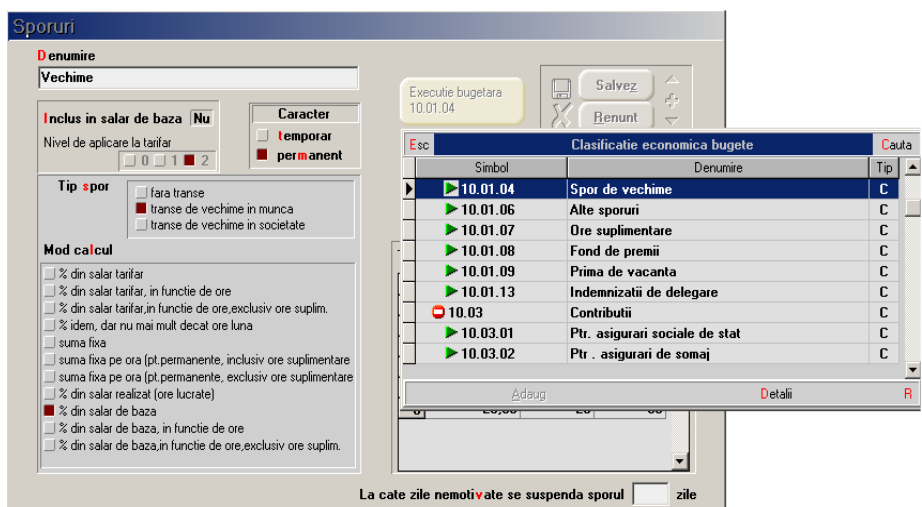 Sporuri
Denumire
Vechime
Inclus in salar de baza Nu
Nivel de aplicare la tarifar
0 1 2
Caracter
temporar
permanent
Executie bugetara
10.01.04
Salvez
Renunt
Tip spor
fara transe
transe de vechime in munca
transe de vechime in societate
Mod calcul
% din salar tarifar
% din salar tarifar, in functie de ore
% din salar tarifar,in functie de ore,exclusiv ore suplim.
% idem, dar nu mai mult decat ore luna
suma fixa
suma fixa pe ora (pt.permanente, inclusiv ore suplimentare
suma fixa pe ora (pt.permanente, exclusiv ore suplimentare
% din salar realizat (ore lucrate)
% din salar de baza
% din salar de baza, in functie de ore
% din salar de baza,in functie de ore,exclusiv ore suplim.
Esc Clasificatie economica bugete Cauta
Simbol Denumire Tip
10.01.04 Spor de vechime C
10.01.06 Alte sporuri C
10.01.07 Ore suplimentare C
10.01.08 Fond de premii C
10.01.09 Prima de vacanta C
10.01.13 Indemnizatii de delegare C
10.03 Contributii C
10.03.01 Ptr. asigurari sociale de stat C
10.03.02 Ptr . asigurari de somaj C
Adaug Detalii R
La cate zile nemotivate se suspenda sporul zile